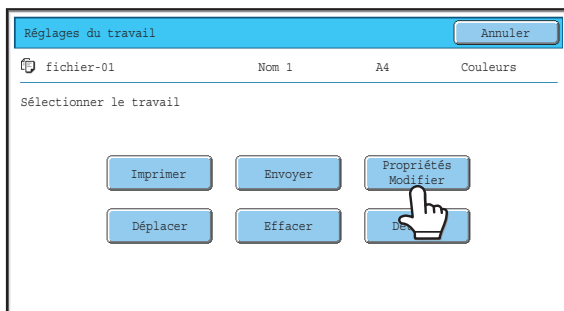 Réglages du travail
Annuler
fichier-01 Nom 1 A4 Couleurs
Sélectionner le travail
Imprimer
Envoyer
Propriétés
Modifier
Déplacer
Effacer